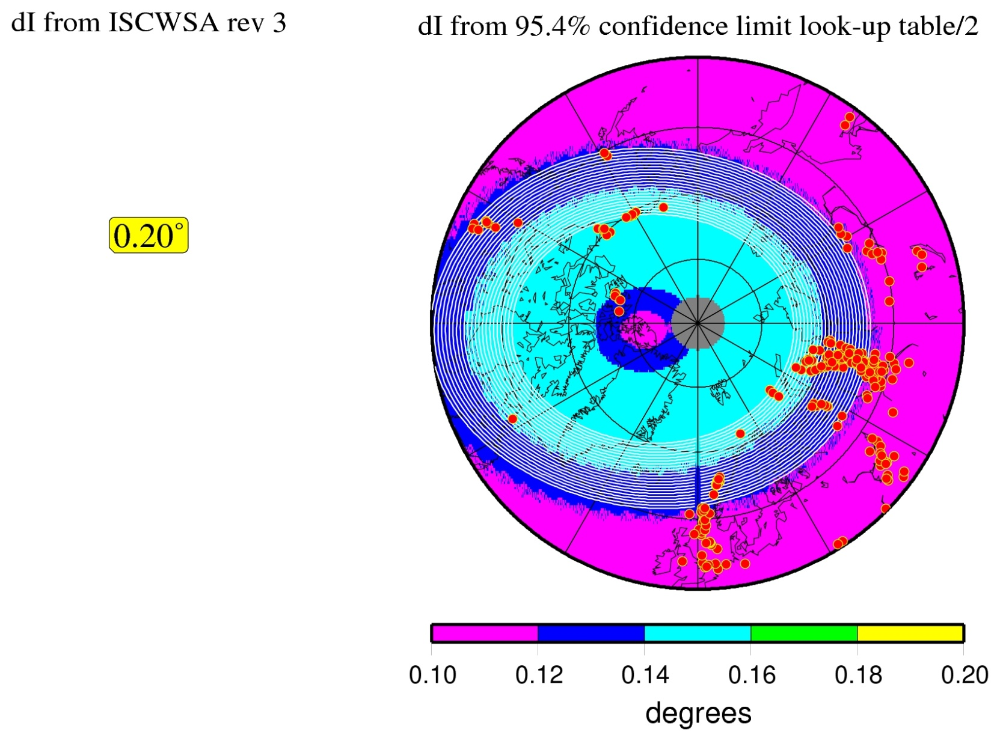 dI from ISCWSA rev 3
dI from 95.4% confidence limit look-up table/2
0.20°
0.10 0.12 0.14 0.16 0.18 0.20
degrees